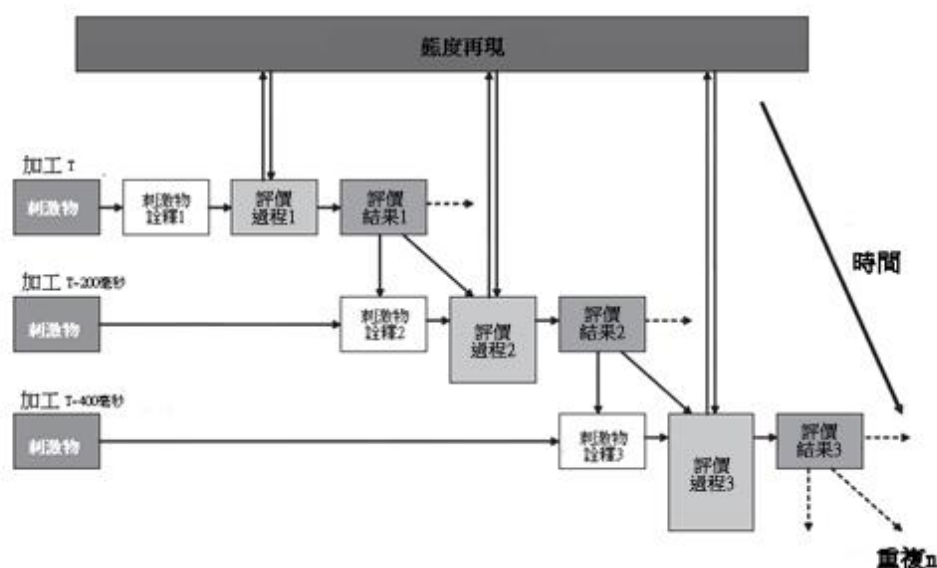 態度再現
加工 T
刺激物
刺激物
詮釋1
評價
過程1
評價
結果1
時間
加工 T-200毫秒
刺激物
刺激物
詮釋2
評價
過程2
評價
結果2
加工 T-400毫秒
刺激物
刺激物
詮釋3
評價
過程3
評價
結果3
重複n